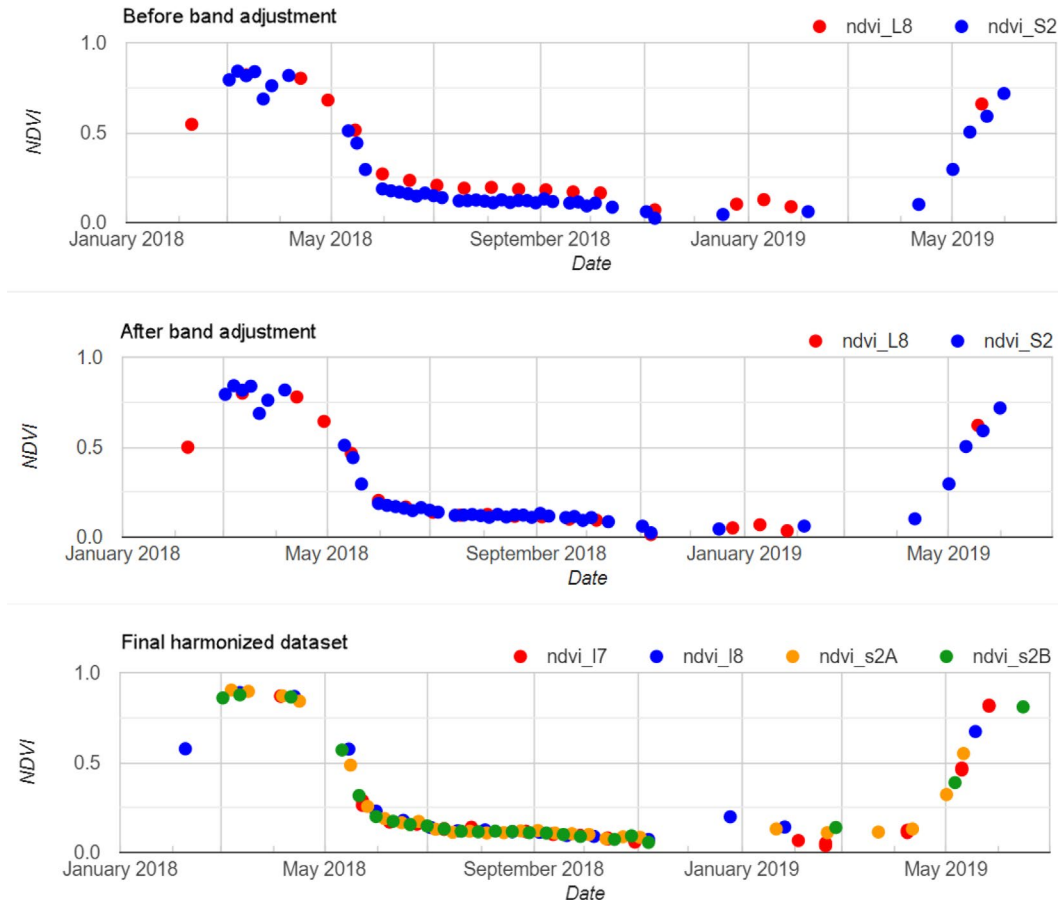 Before band adjustment
ndvi_L8 ndvi_S2
1.0
0.5
0.0
NDVI
January 2018 May 2018 September 2018 January 2019 May 2019
Date
After band adjustment
ndvi_L8 ndvi_S2
1.0
0.5
0.0
NDVI
January 2018 May 2018 September 2018 January 2019 May 2019
Date
Final harmonized dataset
ndvi_l7 ndvi_l8 ndvi_s2A ndvi_s2B
1.0
0.5
0.0
NDVI
January 2018 May 2018 September 2018 January 2019 May 2019
Date